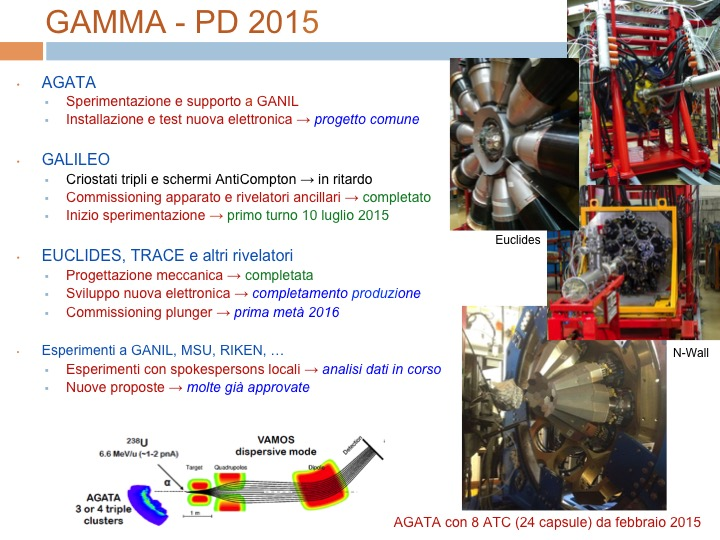 GAMMA - PD 2015
AGATA
Sperimentazione e supporto a GANIL
Installazione e test nuova elettronica → progetto comune
GALILEO
Criostati tripli e schermi AntiCompton → in ritardo
Commissioning apparato e rivelatori ancillari → completato
Inizio sperimentazione → primo turno 10 luglio 2015
EUCLIDES, TRACE e altri rivelatori
Progettazione meccanica → completata
Sviluppo nuova elettronica → completamento produzione
Commissioning plunger → prima metà 2016
Esperimenti a GANIL, MSU, RIKEN, …
Esperimenti con spokespersons locali → analisi dati in corso
Nuove proposte → molte già approvate
Euclides
N-Wall
238U
6.6 MeV/u (~1-2 pnA)
VAMOS
dispersive mode
Detection
Target
Quadrupoles
Dipole
α
AGATA
3 or 4 triple
clusters
1 m
AGATA con 8 ATC (24 capsule) da febbraio 2015